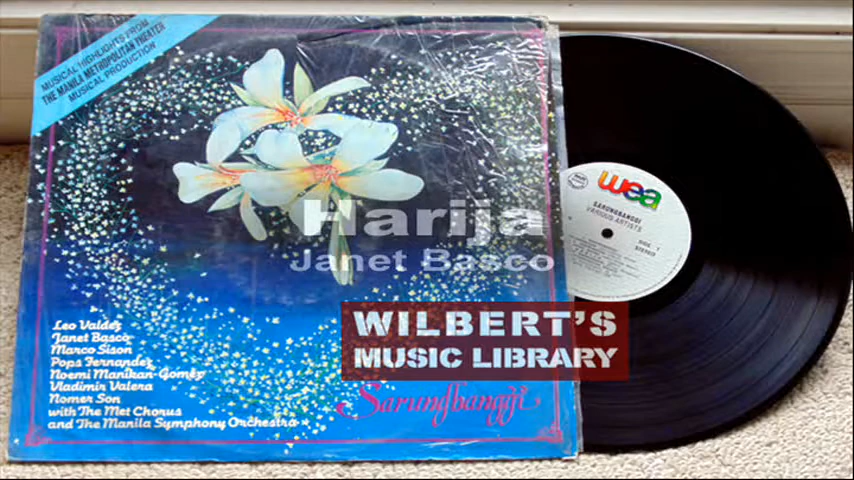 MUSICAL HIGHLIGHTS FROM
THE MANILA METROPOLITAN THEATER
MUSICAL PRODUCTION
wea
SARUNGBANGGI
VARIOUS ARTISTS
SIDE 1
STEREO
Harija
Janet Basco
WILBERT'S
MUSIC LIBRARY
Leo Valdez
Janet Basco
Marco Sison
Pops Fernandez
Noemi Manikan-Gomez
Vladimir Valera
Nomer Son
with The Met Chorus
and The Manila Symphony Orchestra
Sarungbanggi